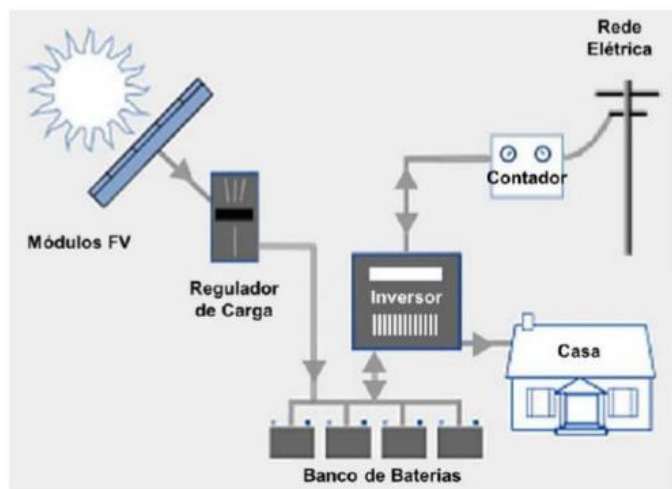 Rede
Elétrica
Contador
Módulos FV
Regulador
de Carga
Inversor
Casa
Banco de Baterias